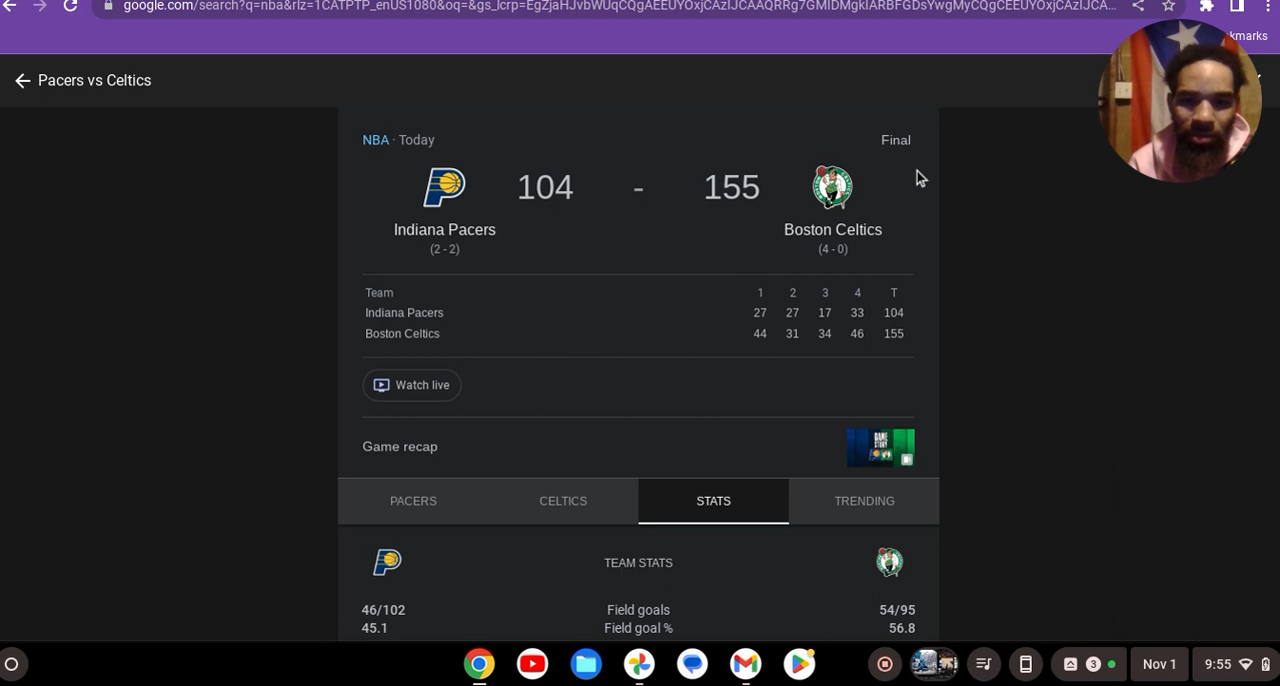 google.com/search?q=nba&rlz=1CATPTP_enUS1080&oq=&gs_lcrp=EgZjaHJvbWUqCQgAEEUYOxjCAzIJCAAQRRg7GMIDMgkIARBFGDsYwgMyCQgCEEUYOxjCAzIJCA...
kmarks
Pacers vs Celtics
NBA · Today
Final
104 - 155
Indiana Pacers
Boston Celtics
(2 - 2)
(4 - 0)
Team 1 2 3 4 T
Indiana Pacers 27 27 17 33 104
Boston Celtics 44 31 34 46 155
Watch live
Game recap
GAME STORY
PACERS CELTICS STATS TRENDING
TEAM STATS
46/102 Field goals 54/95
45.1 Field goal % 56.8
3 Nov 1 9:55